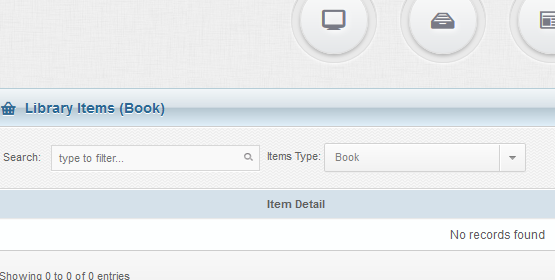 Library Items (Book)
Search: type to filter... Items Type: Book
Item Detail
No records found
Showing 0 to 0 of 0 entries